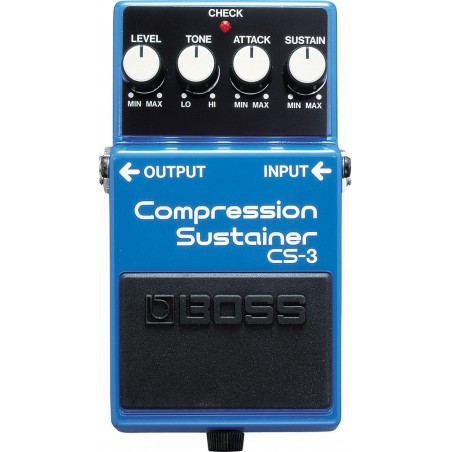 CHECK
LEVEL TONE ATTACK SUSTAIN
MIN MAX LO HI MIN MAX MIN MAX
OUTPUT INPUT
Compression
Sustainer
CS-3
BOSS